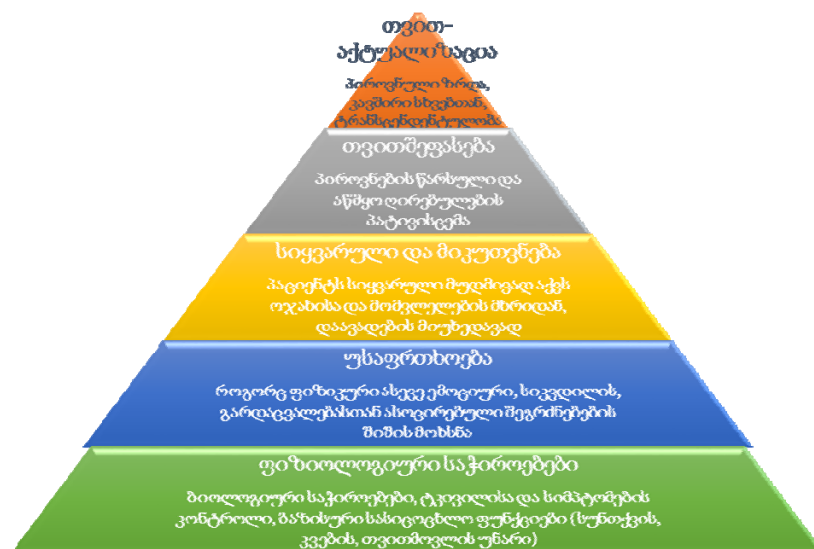 თვით-
აქტუალიზაცია
პიროვნული ზრდა,
კავშირი სხვებთან,
ტრანსცენდენტულობა
თვითშეფასება
პიროვნების წარსული და
აწმყო ღირებულების
პატივისცემა
სიყვარული და მიკუთვნება
პაციენტს სიყვარული მუდმივად აქვს
ოჯახისა და მომვლელების მხრიდან,
დაავადების მიუხედავად
უსაფრთხოება
როგორც ფიზიკური ასევე ემოციური, სიკვდილის,
გარდაცვალებასთან ასოცირებული შეგრძნებების
შიშის მოხსნა
ფიზიოლოგიური საჭიროებები
ბიოლოგიური საჭიროებები, ტკივილისა და სიმპტომების
კონტროლი, ბაზისური სასიცოცხლო ფუნქციები (სუნთქვის,
კვების, თვითმოვლის უნარი)